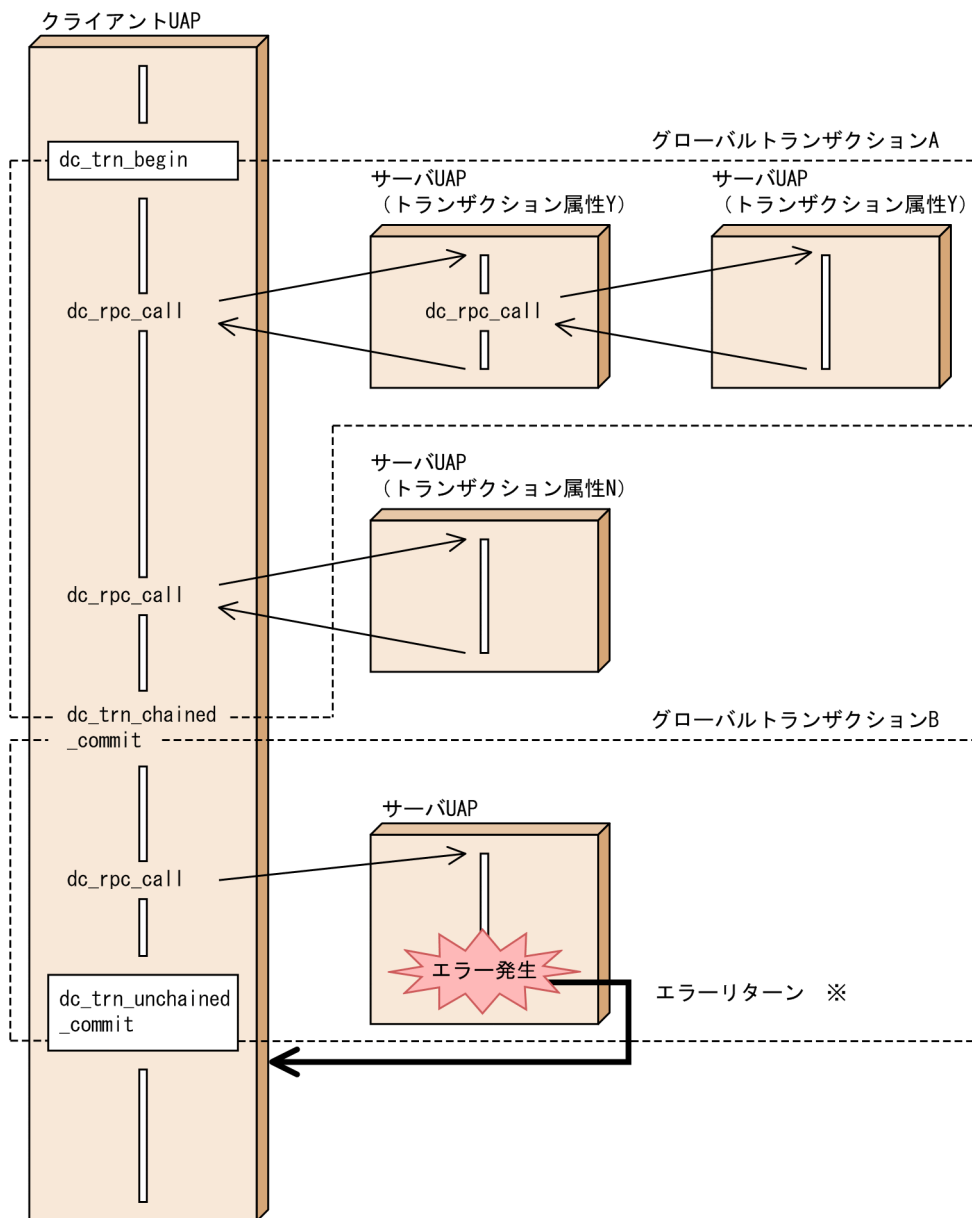 クライアントUAP
グローバルトランザクションA
dc_trn_begin
サーバUAP
（トランザクション属性Y）
サーバUAP
（トランザクション属性Y）
dc_rpc_call
dc_rpc_call
サーバUAP
（トランザクション属性N）
dc_rpc_call
dc_trn_chained
_commit
グローバルトランザクションB
サーバUAP
dc_rpc_call
エラー発生
dc_trn_unchained
_commit
エラーリターン　※